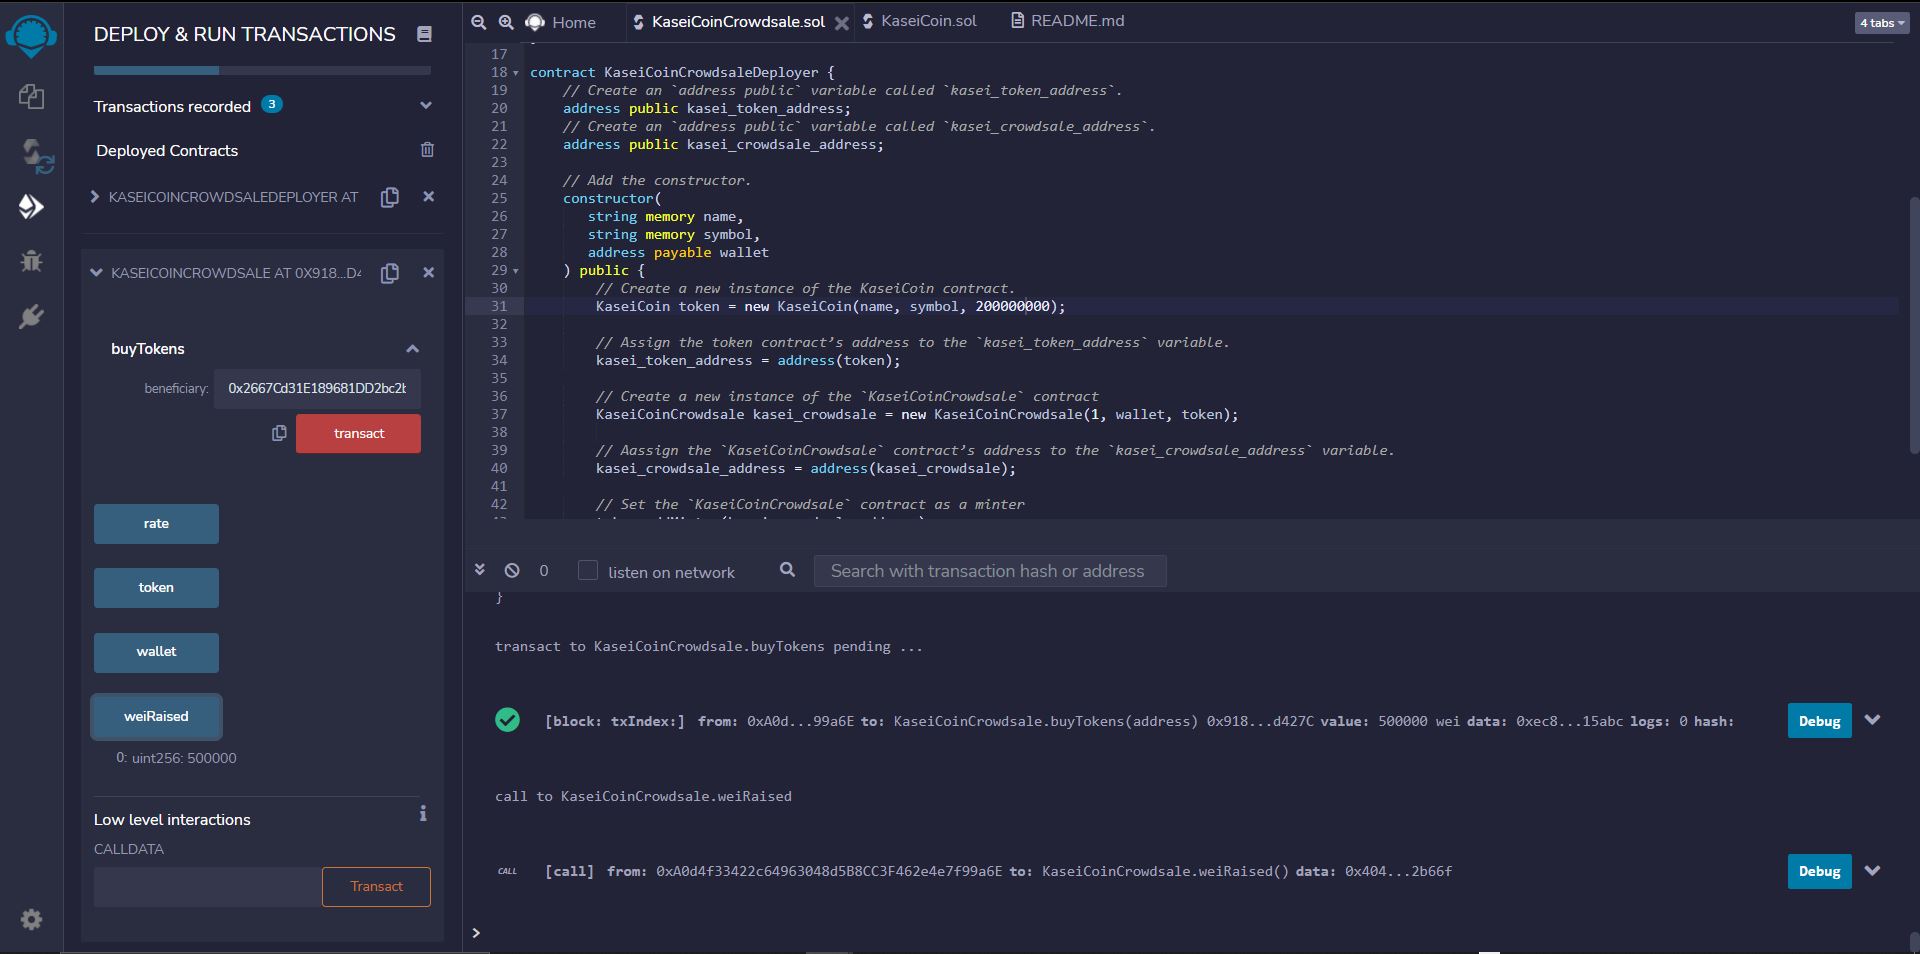 DEPLOY & RUN TRANSACTIONS
Transactions recorded 3
Deployed Contracts
KASEICOINCROWDSALEDEPLOYER AT
KASEICOINCROWDSALE AT 0X918...D4
buyTokens
beneficiary: 0x2667Cd31E189681DD2bc2b
transact
rate
token
wallet
weiRaised
0: uint256: 500000
Low level interactions
CALLDATA
Transact
Home KaseiCoinCrowdsale.sol KaseiCoin.sol README.md 4 tabs
17
18 contract KaseiCoinCrowdsaleDeployer {
19 // Create an `address public` variable called `kasei_token_address`.
20 address public kasei_token_address;
21 // Create an `address public` variable called `kasei_crowdsale_address`.
22 address public kasei_crowdsale_address;
23
24 // Add the constructor.
25 constructor(
26 string memory name,
27 string memory symbol,
28 address payable wallet
29 ) public {
30 // Create a new instance of the KaseiCoin contract.
31 KaseiCoin token = new KaseiCoin(name, symbol, 200000000);
32
33 // Assign the token contract’s address to the `kasei_token_address` variable.
34 kasei_token_address = address(token);
35
36 // Create a new instance of the `KaseiCoinCrowdsale` contract
37 KaseiCoinCrowdsale kasei_crowdsale = new KaseiCoinCrowdsale(1, wallet, token);
38
39 // Aassign the `KaseiCoinCrowdsale` contract’s address to the `kasei_crowdsale_address` variable.
40 kasei_crowdsale_address = address(kasei_crowdsale);
41
42 // Set the `KaseiCoinCrowdsale` contract as a minter
0 listen on network Search with transaction hash or address
}
transact to KaseiCoinCrowdsale.buyTokens pending ...
[block: txIndex:] from: 0xA0d...99a6E to: KaseiCoinCrowdsale.buyTokens(address) 0x918...d427C value: 500000 wei data: 0xec8...15abc logs: 0 hash: Debug
call to KaseiCoinCrowdsale.weiRaised
CALL [call] from: 0xA0d4f33422c64963048d5B8CC3F462e4e7f99a6E to: KaseiCoinCrowdsale.weiRaised() data: 0x404...2b66f Debug
>